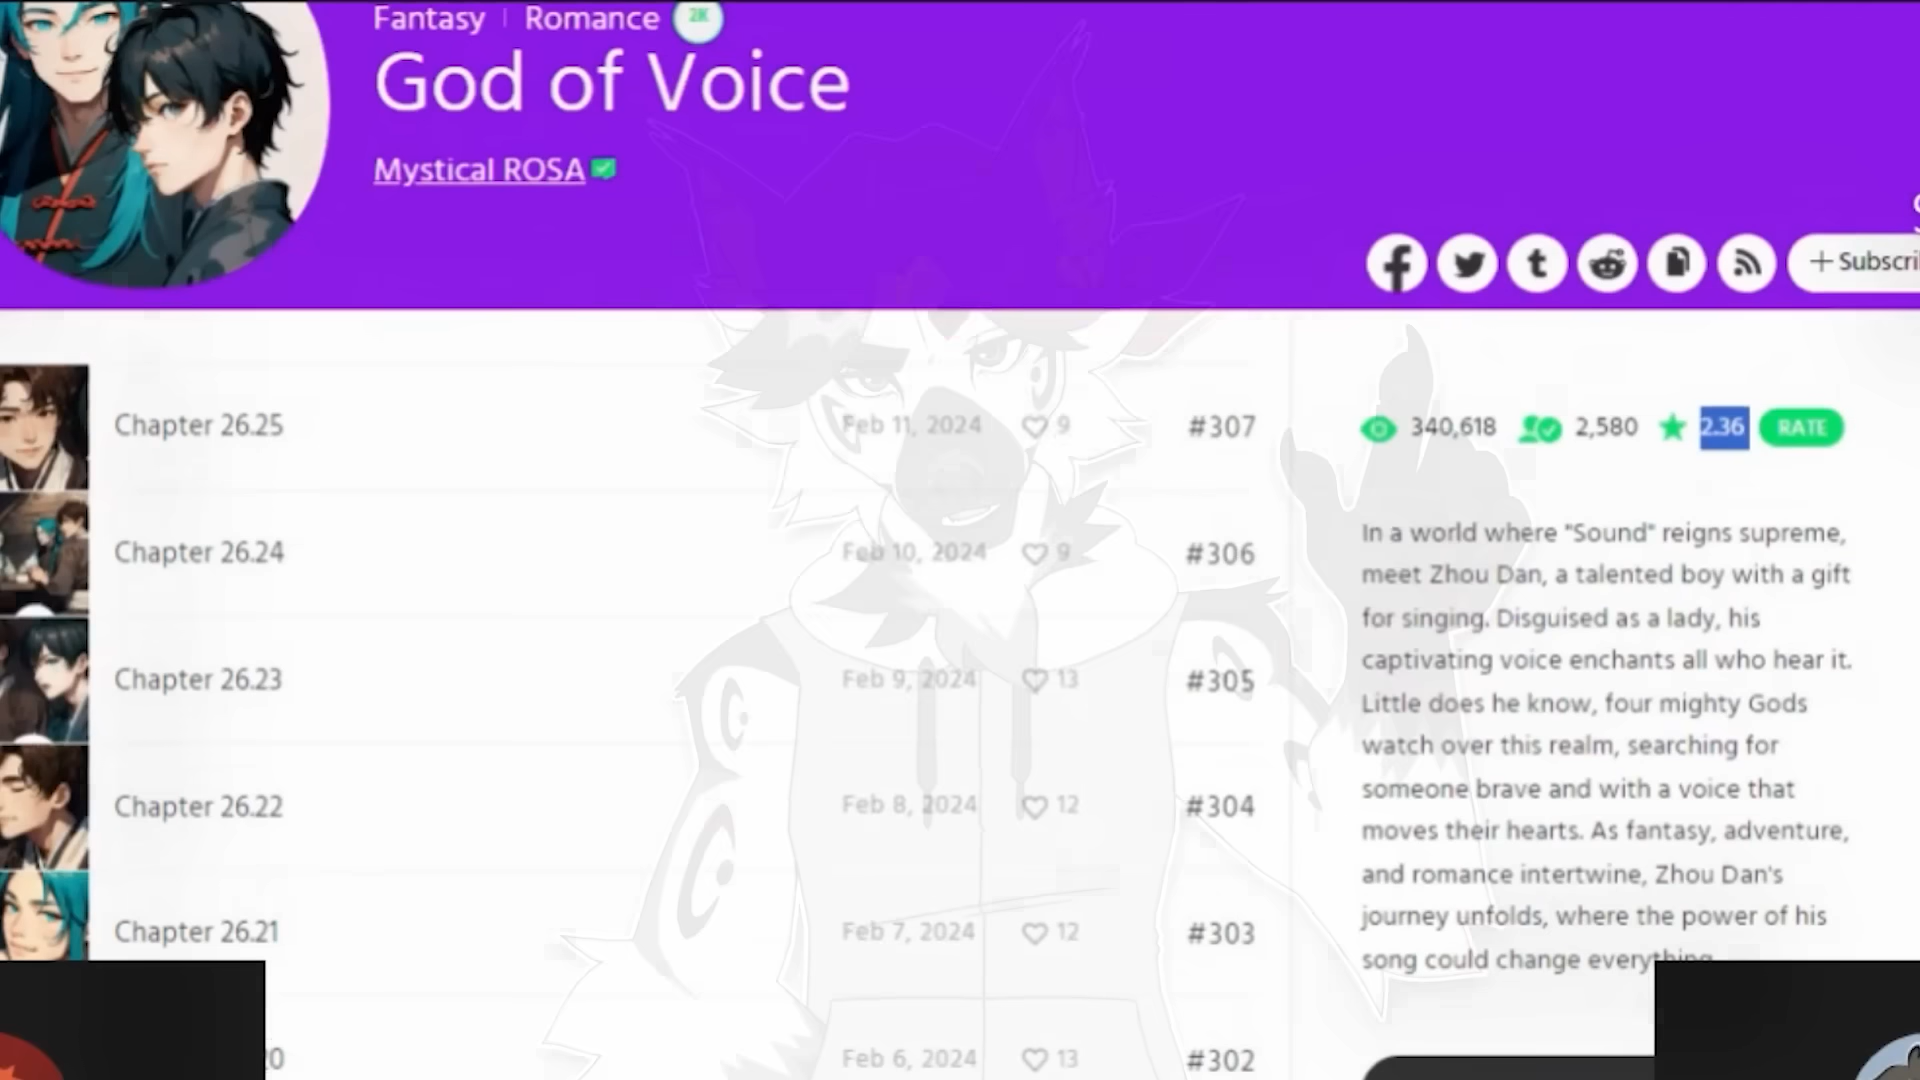 Fantasy | Romance 2K
God of Voice
Mystical ROSA
+ Subscri
Chapter 26.25 Feb 11, 2024 9 #307
Chapter 26.24 Feb 10, 2024 9 #306
Chapter 26.23 Feb 9, 2024 13 #305
Chapter 26.22 Feb 8, 2024 12 #304
Chapter 26.21 Feb 7, 2024 12 #303
20 Feb 6, 2024 13 #302
340,618 2,580 2.36 RATE
In a world where "Sound" reigns supreme,
meet Zhou Dan, a talented boy with a gift
for singing. Disguised as a lady, his
captivating voice enchants all who hear it.
Little does he know, four mighty Gods
watch over this realm, searching for
someone brave and with a voice that
moves their hearts. As fantasy, adventure,
and romance intertwine, Zhou Dan's
journey unfolds, where the power of his
song could change everything